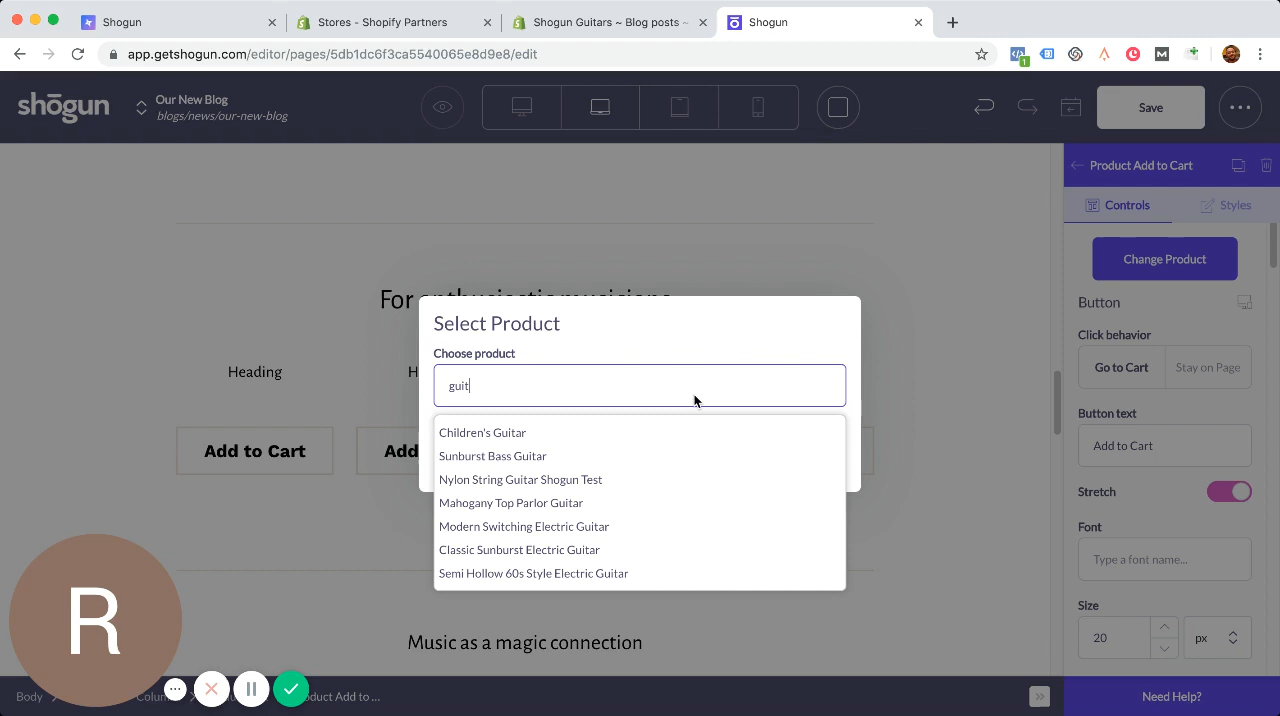 Shogun
Stores - Shopify Partners
Shogun Guitars ~ Blog posts ~
Shogun
app.getshogun.com/editor/pages/5db1dc6f3ca5540065e8d9e8/edit
1
M
shōgun
Our New Blog
blogs/news/our-new-blog
Save
Product Add to Cart
Controls
Styles
Change Product
Select Product
Choose product
guit
Children's Guitar
Sunburst Bass Guitar
Nylon String Guitar Shogun Test
Mahogany Top Parlor Guitar
Modern Switching Electric Guitar
Classic Sunburst Electric Guitar
Semi Hollow 60s Style Electric Guitar
Heading
Add to Cart
Music as a magic connection
Button
Click behavior
Go to Cart
Stay on Page
Button text
Add to Cart
Stretch
Font
Type a font name...
Size
20
px
R
Body
Need Help?